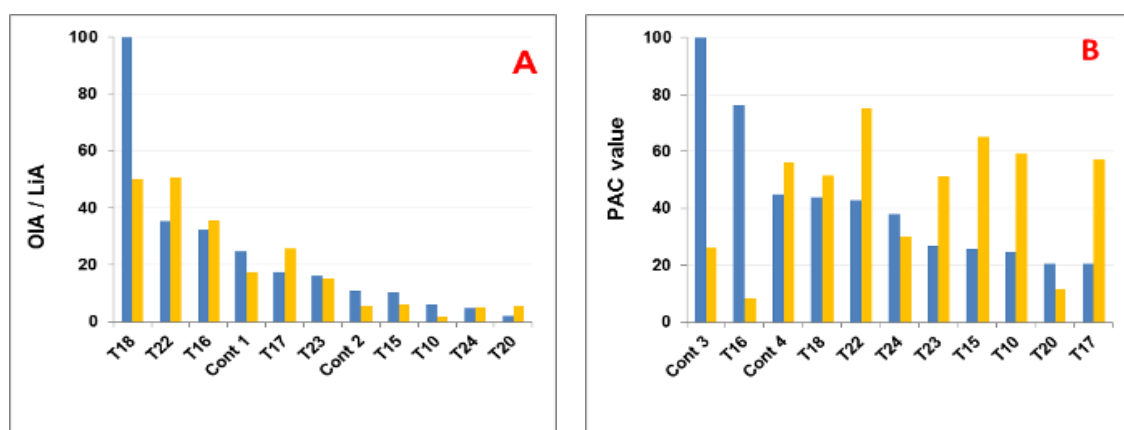 A
100
80
60
40
20
0
OlA / LiA
T18
T22
T16
Cont 1
T17
T23
Cont 2
T15
T10
T24
T20
B
100
80
60
40
20
0
PAC value
Cont 3
T16
Cont 4
T18
T22
T24
T23
T15
T10
T20
T17